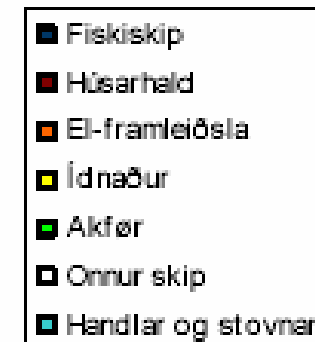 Fiskiskip
Húsarhald
El-framleiðsla
Ídnaður
Akfør
Onnur skip
Handlar og stovnar